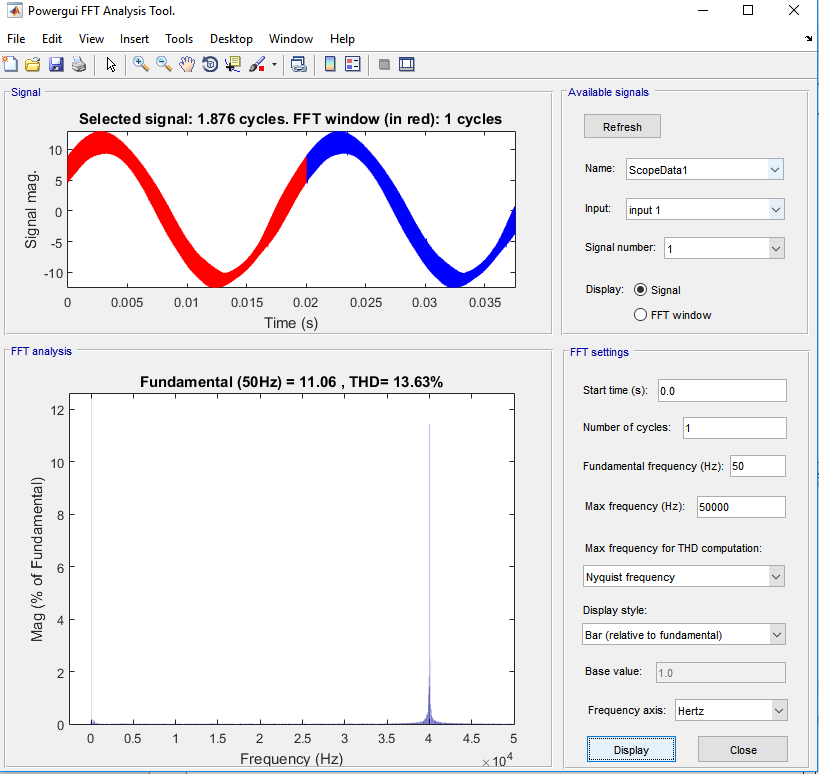 Powergui FFT Analysis Tool.
File Edit View Insert Tools Desktop Window Help
Signal
Selected signal: 1.876 cycles. FFT window (in red): 1 cycles
10
5
0
-5
-10
Signal mag.
0 0.005 0.01 0.015 0.02 0.025 0.03 0.035
Time (s)
Available signals
Refresh
Name: ScopeData1
Input: input 1
Signal number: 1
Display: Signal
FFT window
FFT analysis
Fundamental (50Hz) = 11.06 , THD= 13.63%
12
10
8
6
4
2
0
Mag (% of Fundamental)
0 0.5 1 1.5 2 2.5 3 3.5 4 4.5 5
Frequency (Hz)
×10^4
FFT settings
Start time (s): 0.0
Number of cycles: 1
Fundamental frequency (Hz): 50
Max frequency (Hz): 50000
Max frequency for THD computation:
Nyquist frequency
Display style:
Bar (relative to fundamental)
Base value: 1.0
Frequency axis: Hertz
Display Close